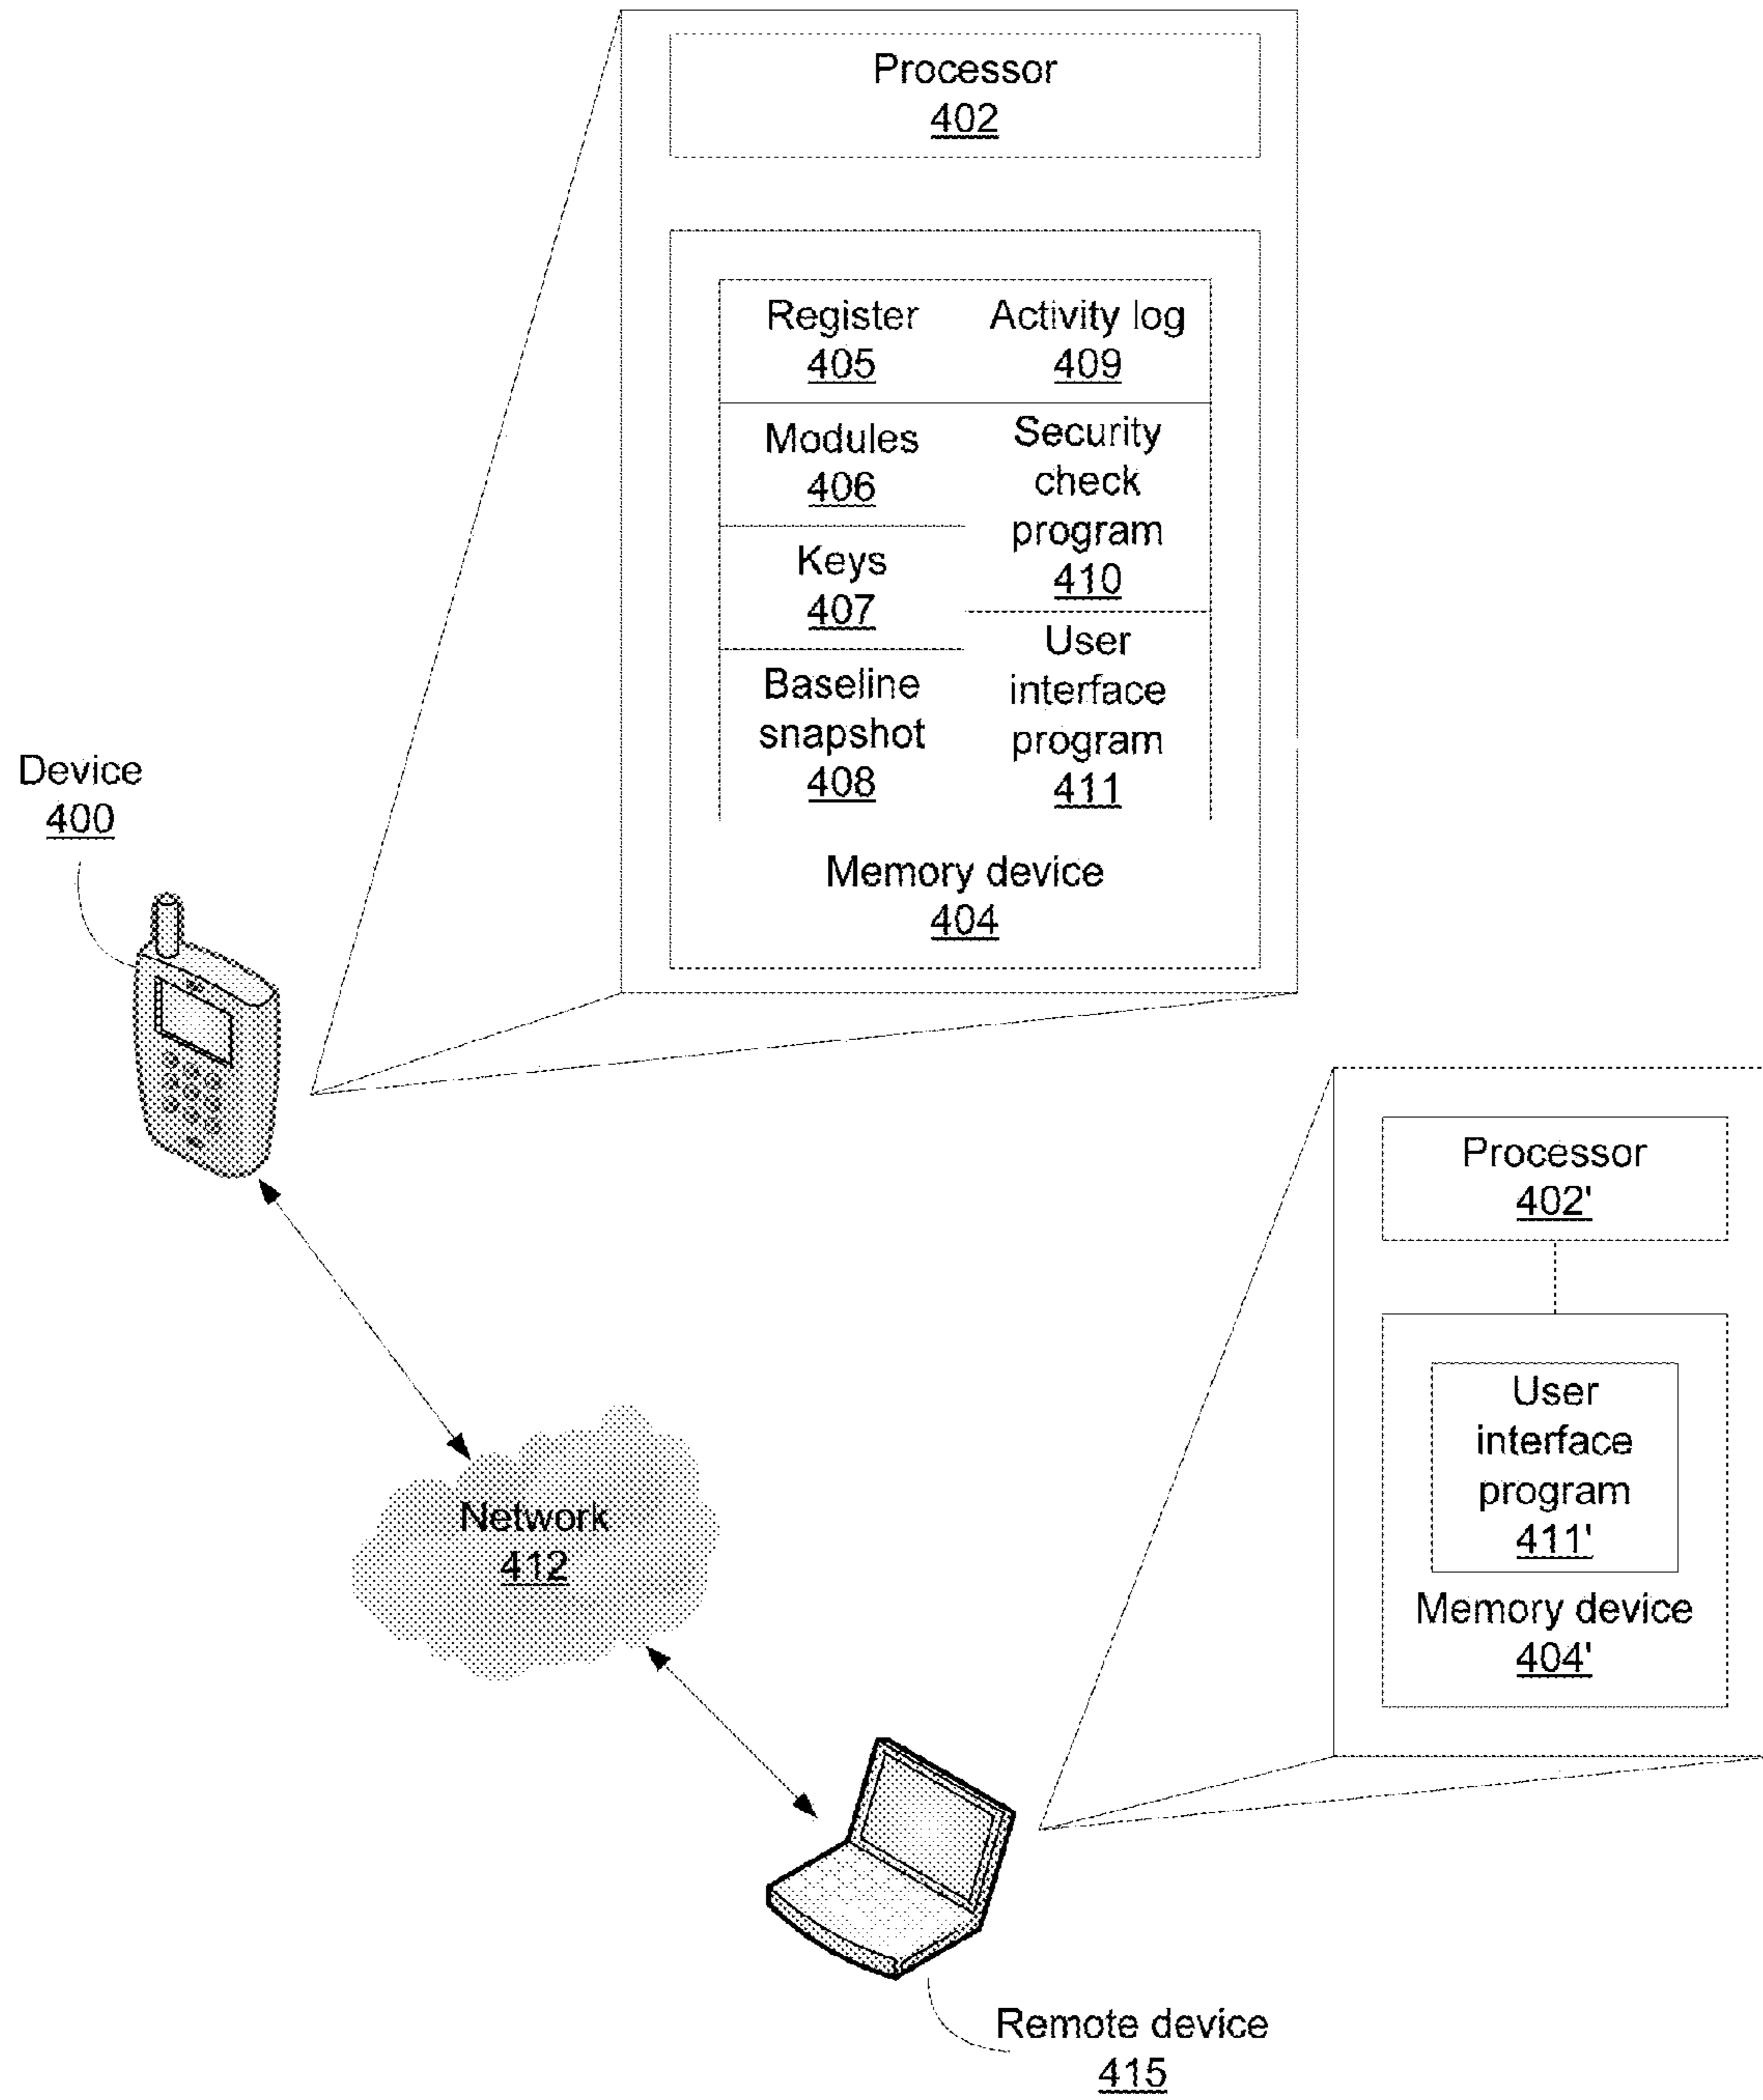 Processor
402
Register
405
Activity log
409
Modules
406
Security
check
program
410
Keys
407
User
interface
program
411
Baseline
snapshot
408
Memory device
404
Device
400
Processor
402'
User
interface
program
411'
Memory device
404'
Network
412
Remote device
415